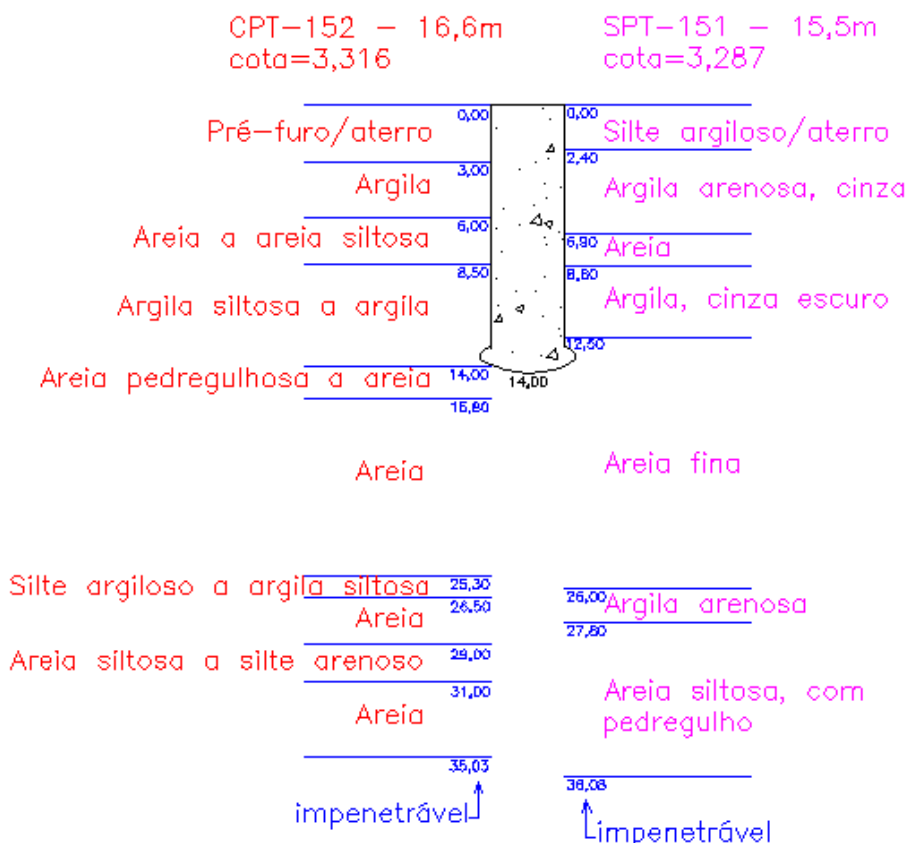 CPT-152 - 16,6m
cota=3,316
SPT-151 - 15,5m
cota=3,287
0,00
Pré-furo/aterro
3,00
Argila
6,00
Areia a areia siltosa
8,50
Argila siltosa a argila
14,00
Areia pedregulhosa a areia
15,80
Areia
25,30
Silte argiloso a argila siltosa
26,50
Areia
29,00
Areia siltosa a silte arenoso
31,00
Areia
35,03
impenetrável
14,00
0,00
Silte argiloso/aterro
2,40
Argila arenosa, cinza
6,90
Areia
8,80
Argila, cinza escuro
12,50
Areia fina
26,00
Argila arenosa
27,80
Areia siltosa, com
pedregulho
36,08
impenetrável